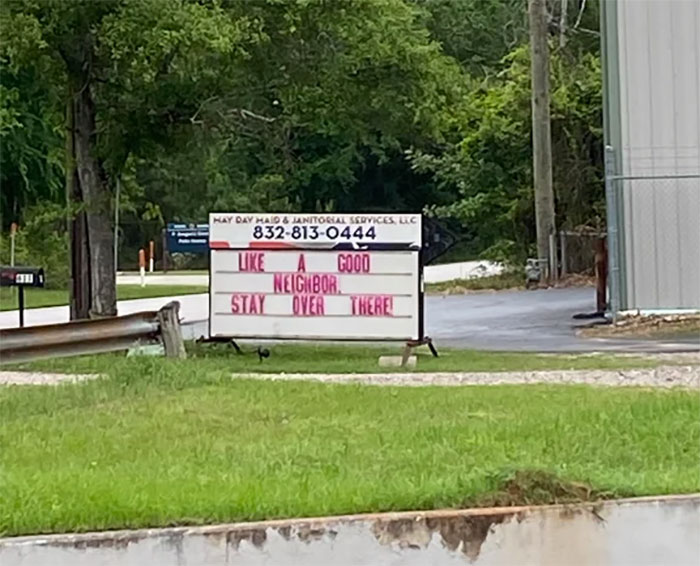 MAY DAY MAID & JANITORIAL SERVICES, LLC
832-813-0444
LIKE A GOOD
NEIGHBOR,
STAY OVER THERE!